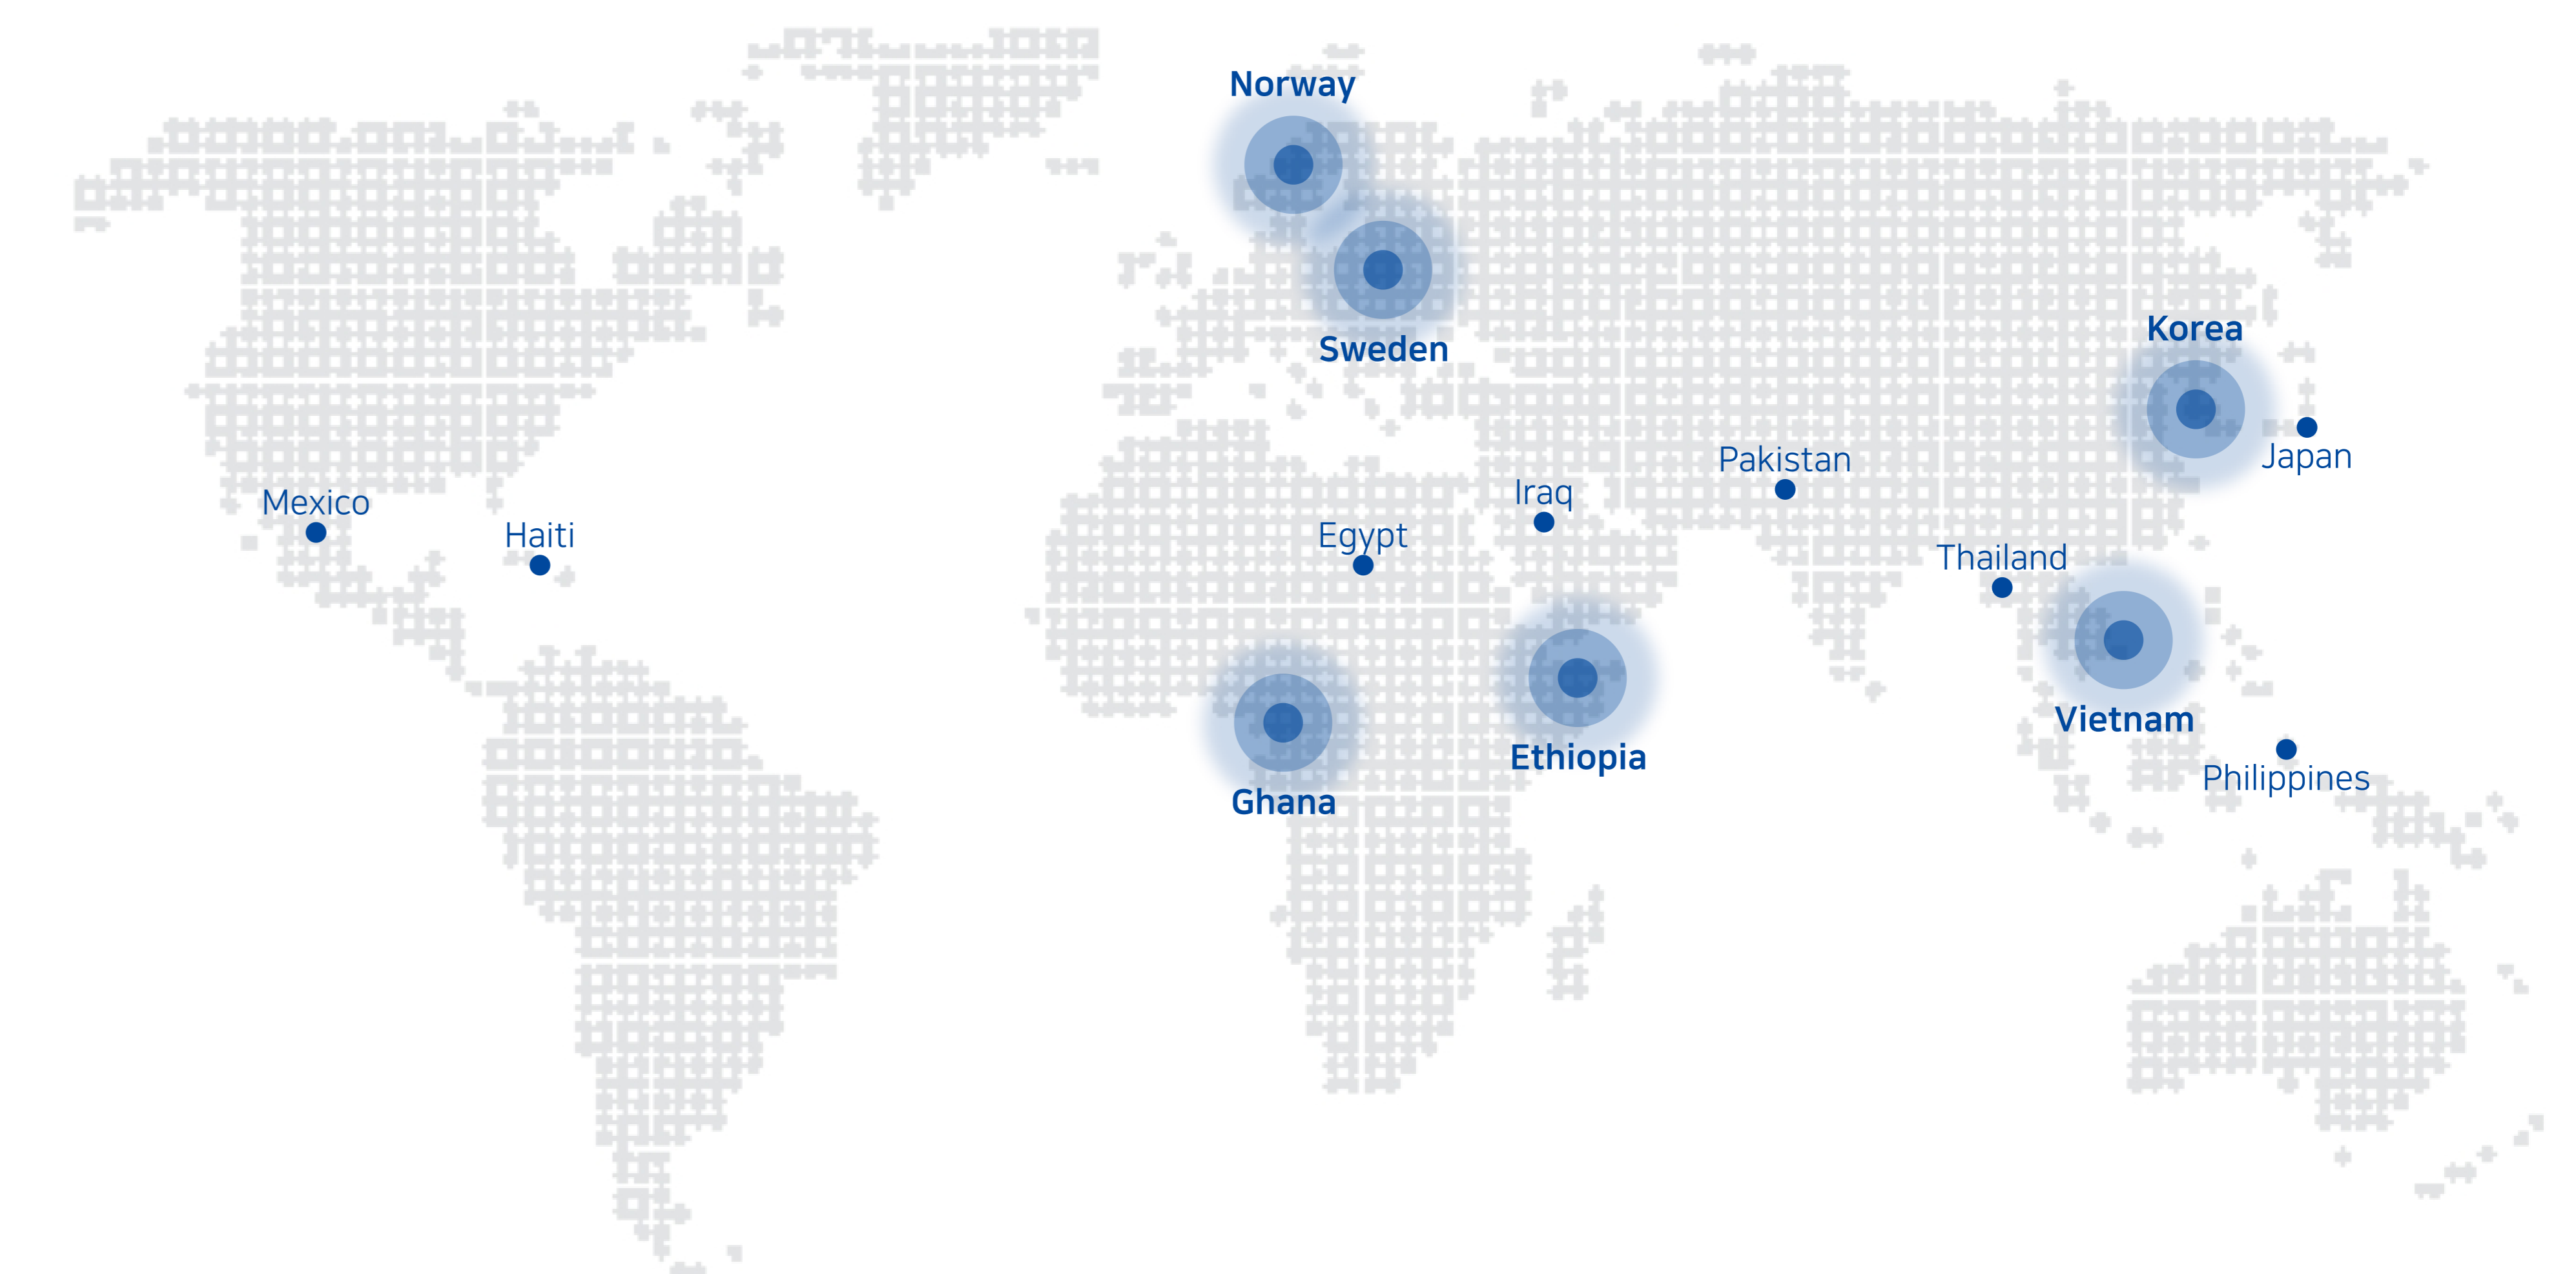 Norway
Sweden
Korea
Japan
Pakistan
Iraq
Mexico
Haiti
Egypt
Thailand
Vietnam
Ethiopia
Philippines
Ghana